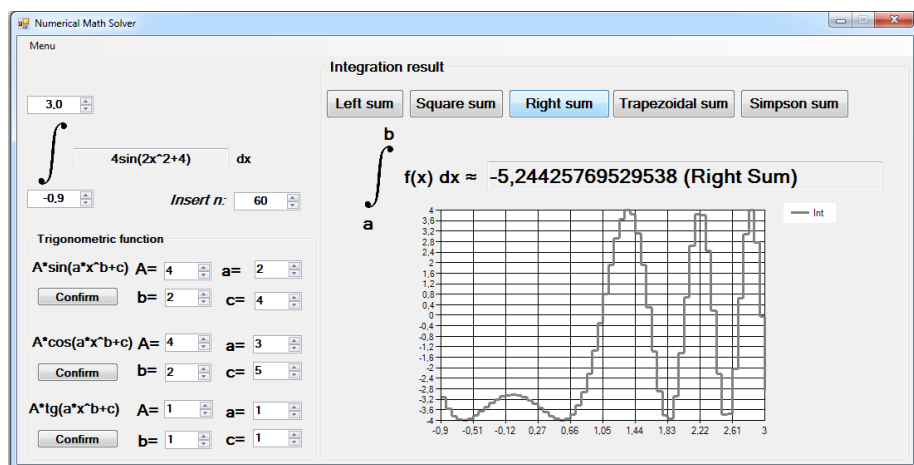 Numerical Math Solver
Menu
3,0
∫ 4sin(2x^2+4) dx
-0,9
Insert n: 60
Trigonometric function
A*sin(a*x^b+c) A= 4 a= 2
Confirm b= 2 c= 4
A*cos(a*x^b+c) A= 4 a= 3
Confirm b= 2 c= 5
A*tg(a*x^b+c) A= 1 a= 1
Confirm b= 1 c= 1
Integration result
Left sum Square sum Right sum Trapezoidal sum Simpson sum
b
∫ f(x) dx ≈ -5,24425769529538 (Right Sum)
a
4
3,6
3,2
2,8
2,4
2
1,6
1,2
0,8
0,4
0
-0,4
-0,8
-1,2
-1,6
-2
-2,4
-2,8
-3,2
-3,6
-4
-0,9 -0,51 -0,12 0,27 0,66 1,05 1,44 1,83 2,22 2,61 3
Int